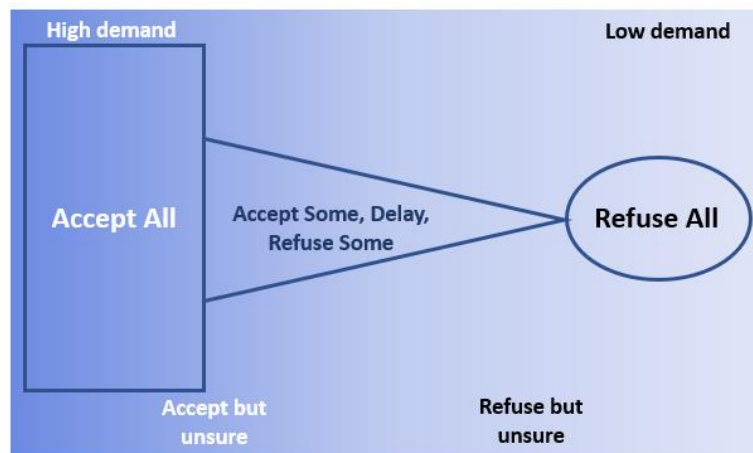 High demand
Low demand
Accept All
Accept Some, Delay,
Refuse Some
Refuse All
Accept but
unsure
Refuse but
unsure